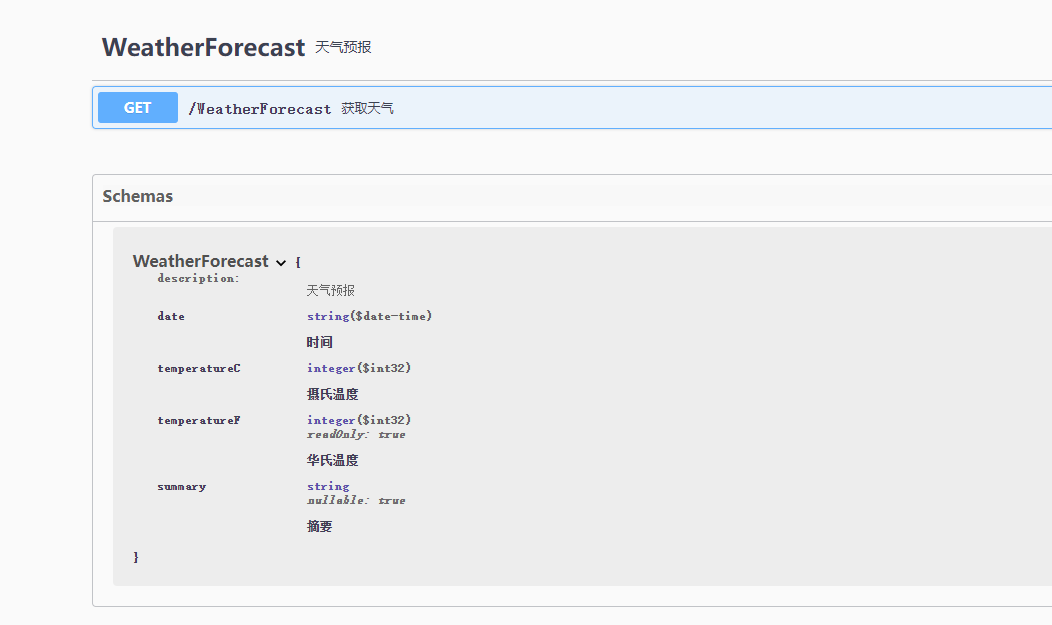 WeatherForecast 天气预报
GET /WeatherForecast 获取天气
Schemas
WeatherForecast {
description:
天气预报
date string($date-time)
时间
temperatureC integer($int32)
摄氏温度
temperatureF integer($int32)
readOnly: true
华氏温度
summary string
nullable: true
摘要
}